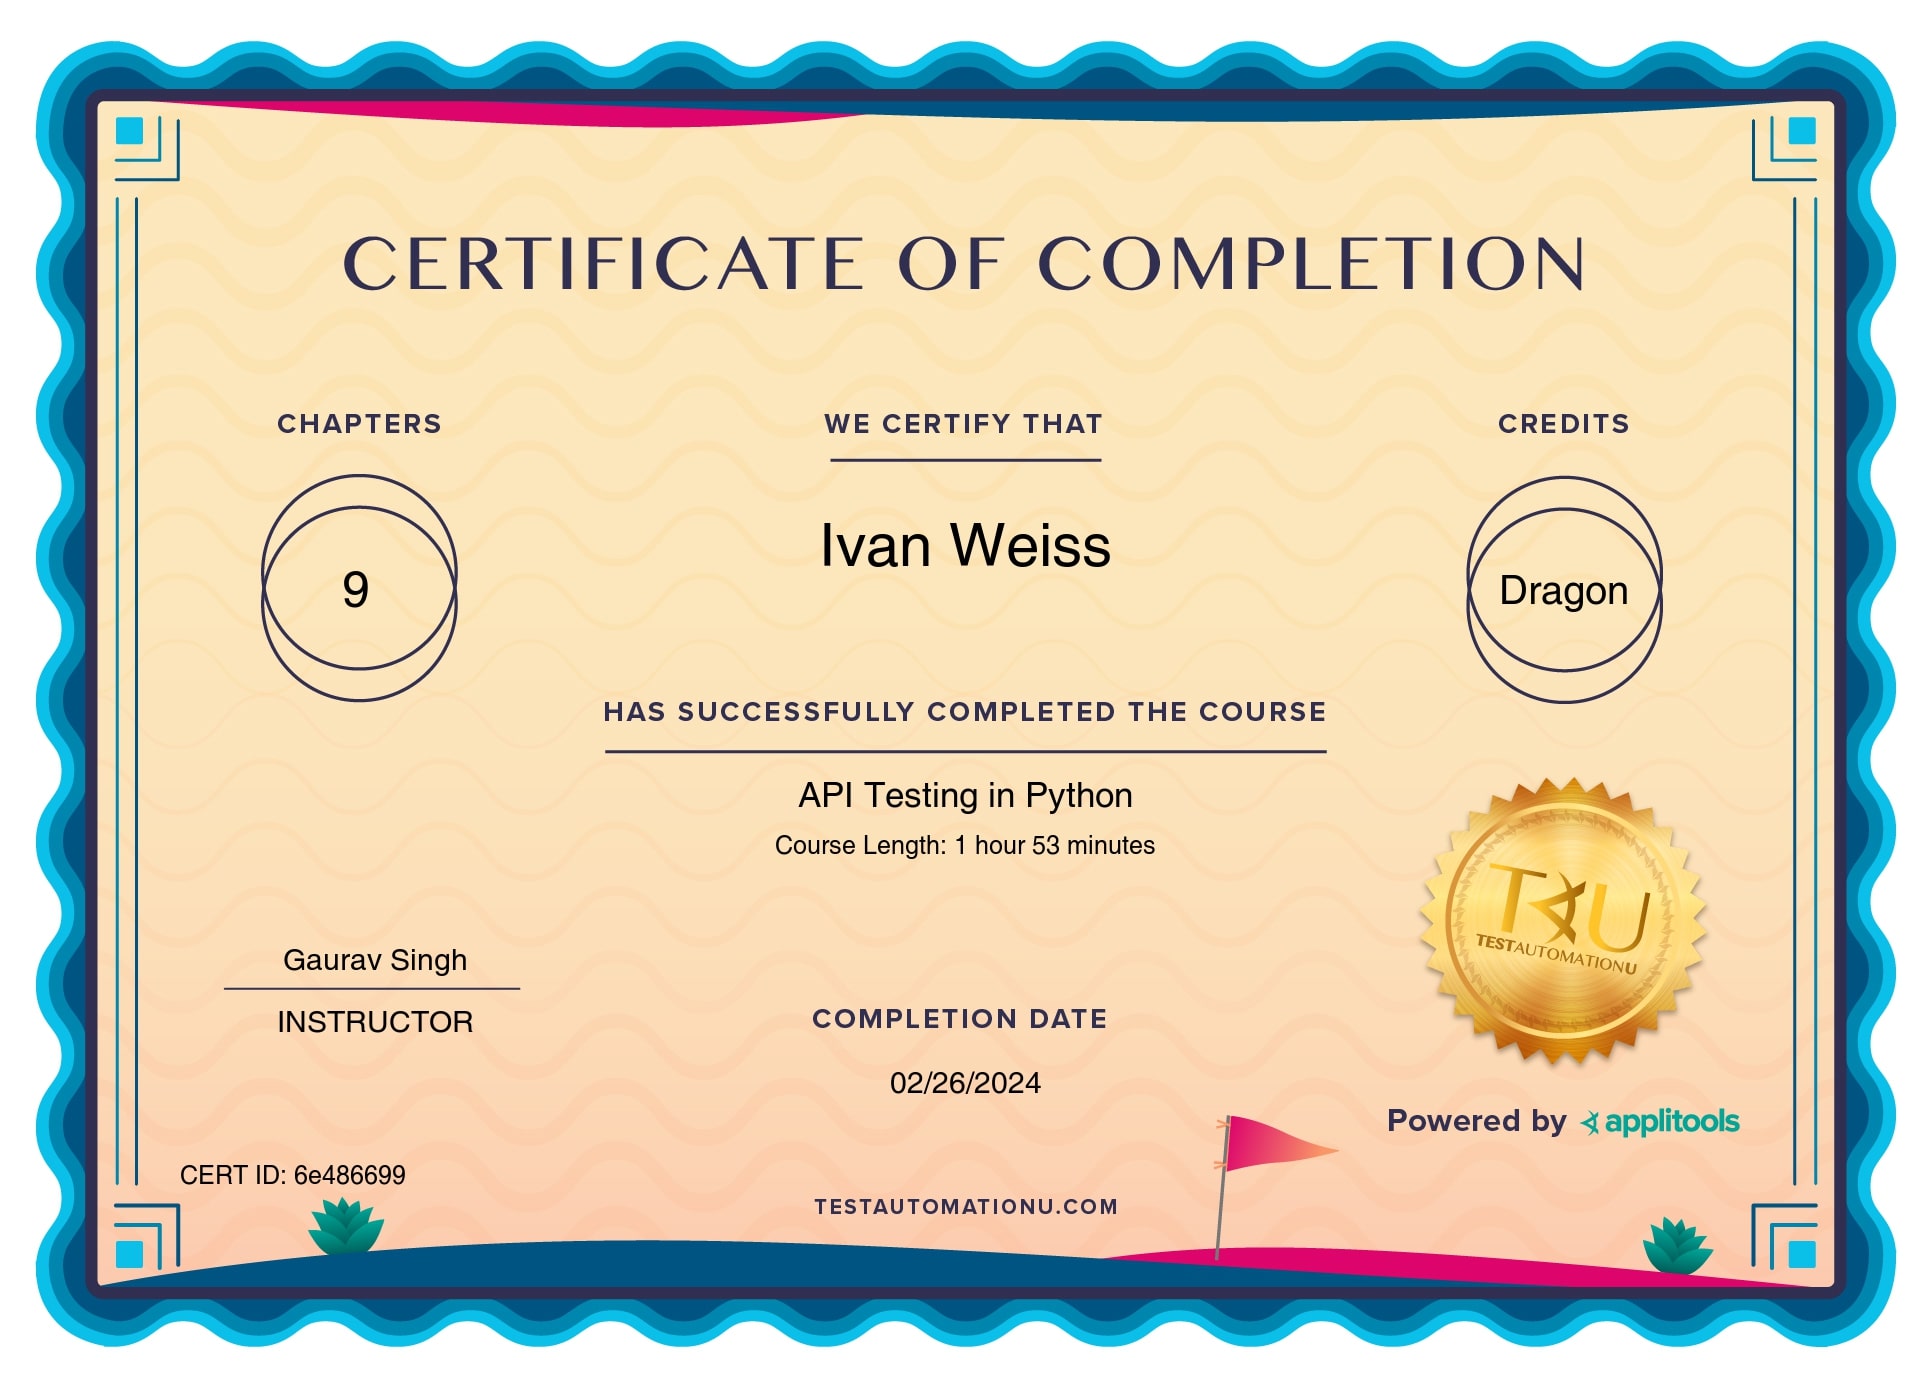 CERTIFICATE OF COMPLETION
CHAPTERS
9
WE CERTIFY THAT
Ivan Weiss
CREDITS
Dragon
HAS SUCCESSFULLY COMPLETED THE COURSE
API Testing in Python
Course Length: 1 hour 53 minutes
TAU
TESTAUTOMATIONU
Gaurav Singh
INSTRUCTOR
COMPLETION DATE
02/26/2024
Powered by applitools
CERT ID: 6e486699
TESTAUTOMATIONU.COM